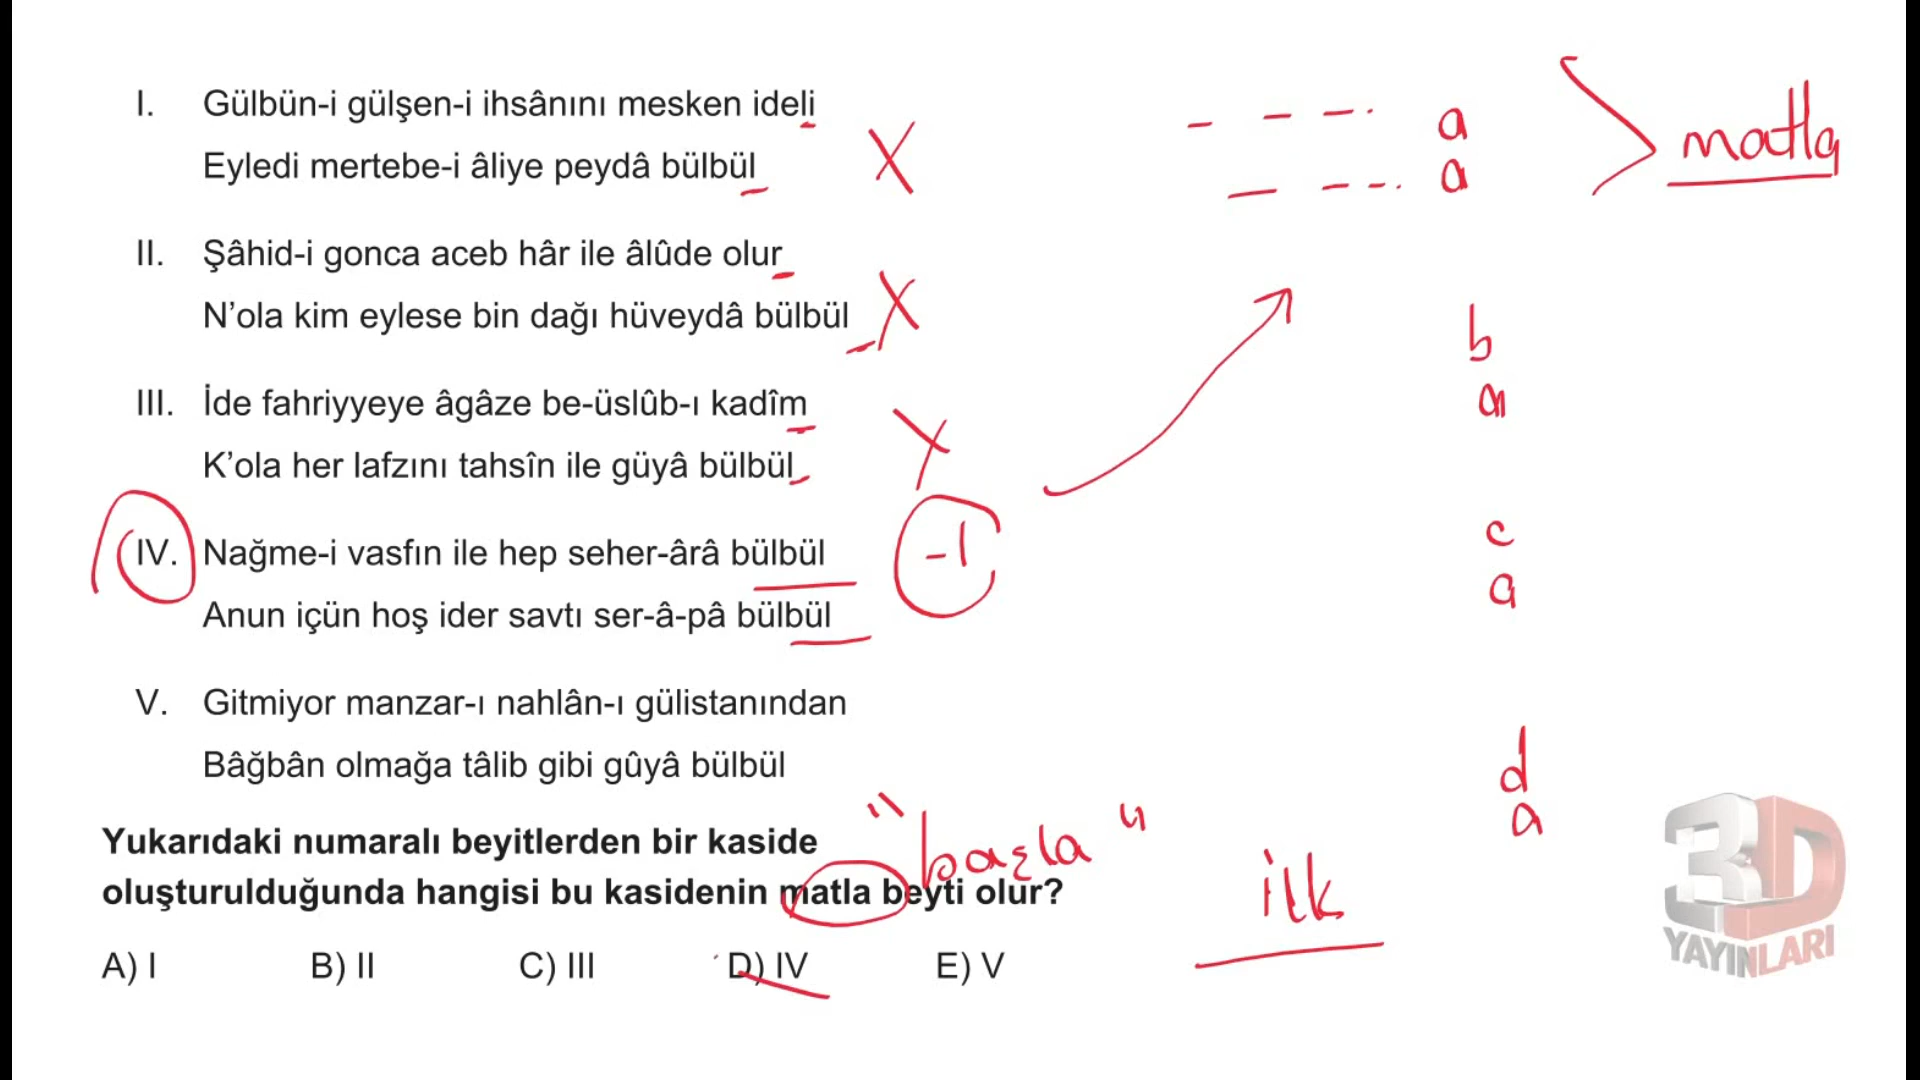 I. Gülbün-i gülşen-i ihsânını mesken ideli
Eyledi mertebe-i âliye peydâ bülbül
X
II. Şâhid-i gonca aceb hâr ile âlûde olur
N’ola kim eylese bin dağı hüveydâ bülbül
X
III. İde fahriyyeye âgâze be-üslûb-ı kadîm
K’ola her lafzını tahsîn ile güyâ bülbül
X
IV. Nağme-i vasfın ile hep seher-ârâ bülbül
Anun içün hoş ider savtı ser-â-pâ bülbül
V. Gitmiyor manzar-ı nahlân-ı gülistanından
Bâğbân olmağa tâlib gibi gûyâ bülbül
Yukarıdaki numaralı beyitlerden bir kaside
oluşturulduğunda hangisi bu kasidenin matla beyti olur?
A) I B) II C) III D) IV E) V
a
a
matla
b
a
c
a
d
a
ilk
3D
YAYINLARI